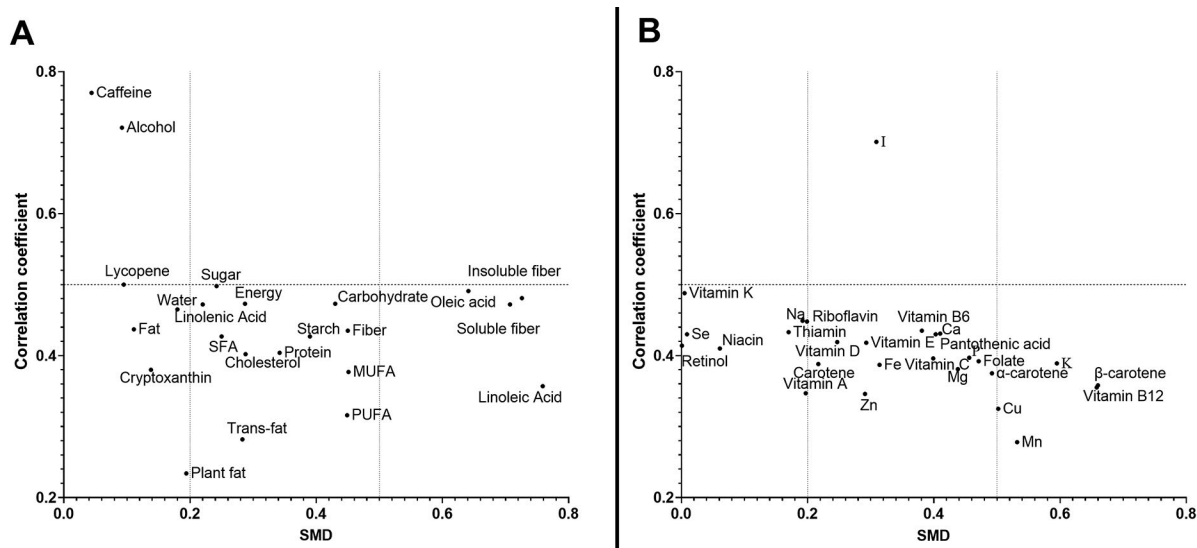 A
Correlation coefficient
0.8
0.6
0.4
0.2
Caffeine
Alcohol
Lycopene
Sugar
Insoluble fiber
Water
Energy
Carbohydrate
Oleic acid
Linolenic Acid
Fat
Starch
Fiber
Soluble fiber
SFA
Cholesterol
Protein
Cryptoxanthin
MUFA
Linoleic Acid
PUFA
Trans-fat
Plant fat
0.0
0.2
0.4
0.6
0.8
SMD
B
Correlation coefficient
0.8
0.6
0.4
0.2
I
Vitamin K
Na
Riboflavin
Vitamin B6
Se
Thiamin
Ca
Niacin
Vitamin D
Vitamin E
Pantothenic acid
Retinol
P
Carotene
Fe
Vitamin C
Folate
K
Vitamin A
Mg
α-carotene
β-carotene
Zn
Vitamin B12
Cu
Mn
0.0
0.2
0.4
0.6
0.8
SMD